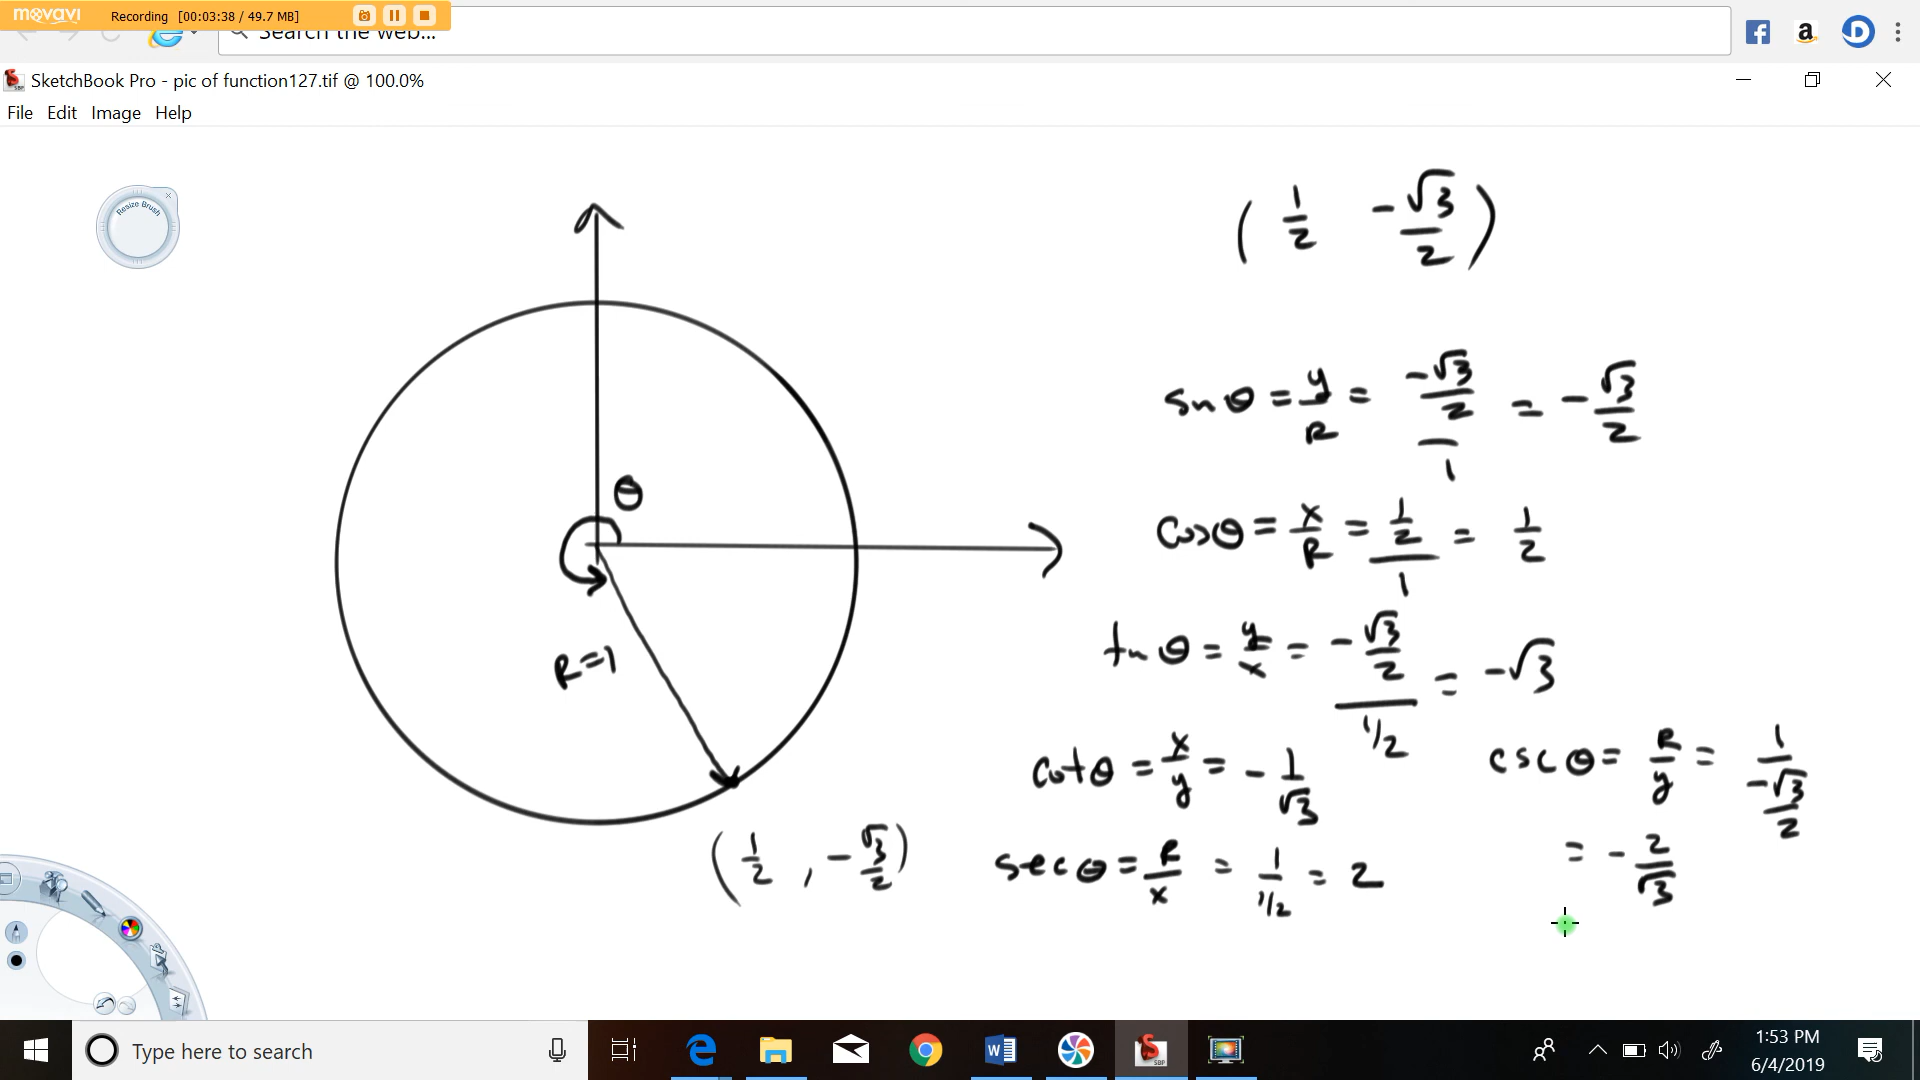 movavi Recording [00:03:38 / 49.7 MB]
Search the web...
SketchBook Pro - pic of function127.tif @ 100.0%
File Edit Image Help
Resize Brush
( 1/2 -√3/2 )
θ
R=1
(1/2 , -√3/2)
sn θ = y/R = (-√3/2)/1 = -√3/2
cos θ = x/R = (1/2)/1 = 1/2
tn θ = y/x = (-√3/2)/(1/2) = -√3
cot θ = x/y = -1/√3
sec θ = R/x = 1/(1/2) = 2
csc θ = R/y = 1/(-√3/2)
= -2/√3
Type here to search
SBP
1:53 PM
6/4/2019